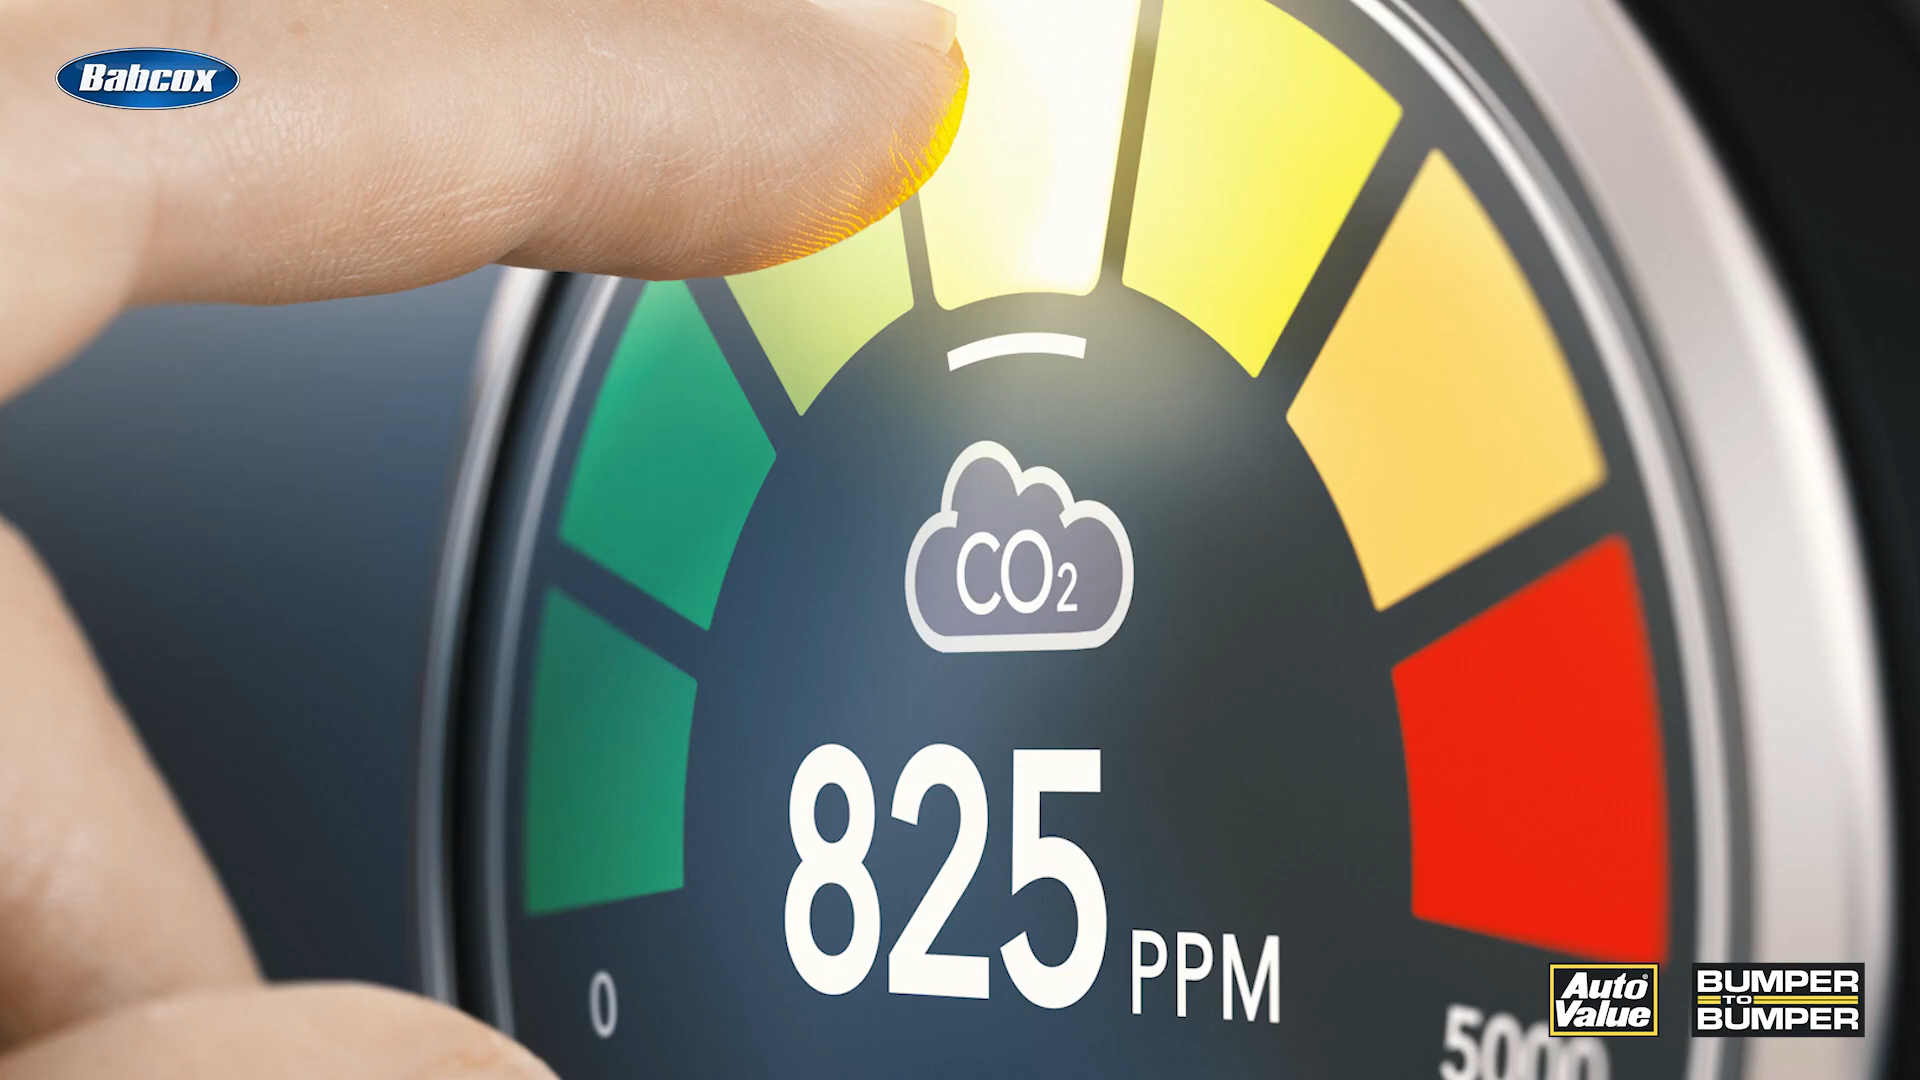 Babcox
CO₂
825 PPM
0
5000
Auto Value
BUMPER TO BUMPER